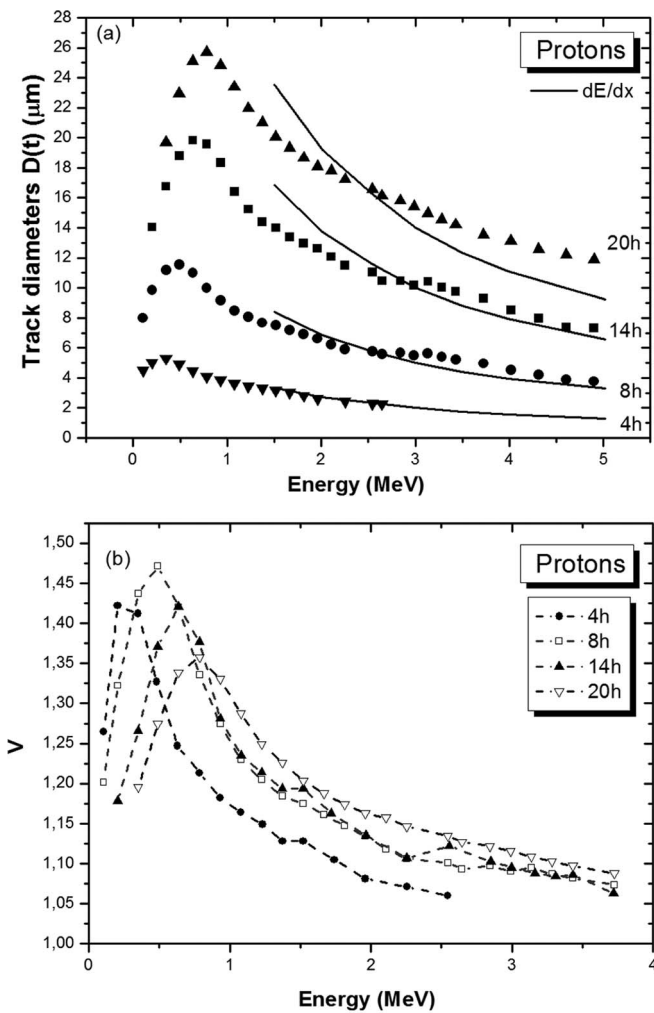 (a)
Protons
dE/dx
Track diameters D(t) (μm)
28
26
24
22
20
18
16
14
12
10
8
6
4
2
0
20h
14h
8h
4h
0 1 2 3 4 5
Energy (MeV)
(b)
Protons
4h
8h
14h
20h
V
1,50
1,45
1,40
1,35
1,30
1,25
1,20
1,15
1,10
1,05
1,00
0 1 2 3 4
Energy (MeV)